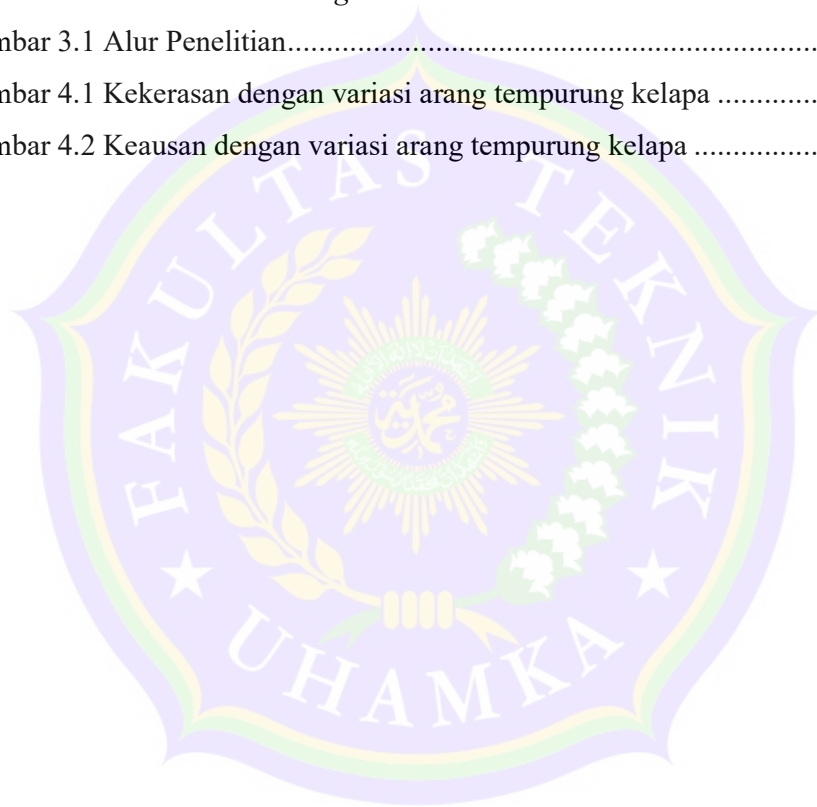 mbar 3.1 Alur Penelitian.....................................................................
mbar 4.1 Kekerasan dengan variasi arang tempurung kelapa .............
mbar 4.2 Keausan dengan variasi arang tempurung kelapa ................
FAKULTAS TEKNIK
محمدية
UHAMKA